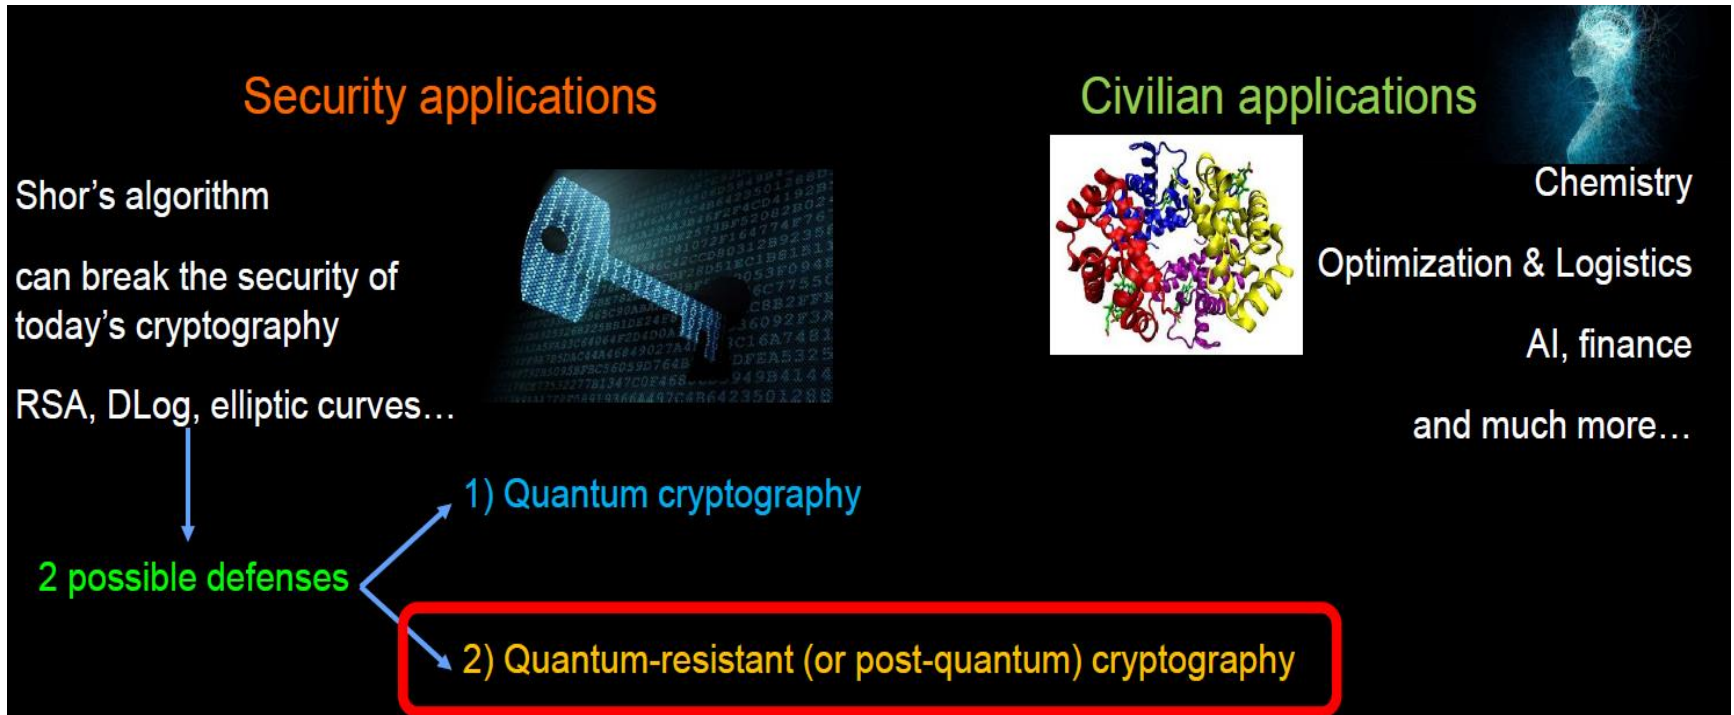 Security applications
Civilian applications
Shor’s algorithm
can break the security of
today’s cryptography
RSA, DLog, elliptic curves…
Chemistry
Optimization & Logistics
AI, finance
and much more…
2 possible defenses
1) Quantum cryptography
2) Quantum-resistant (or post-quantum) cryptography